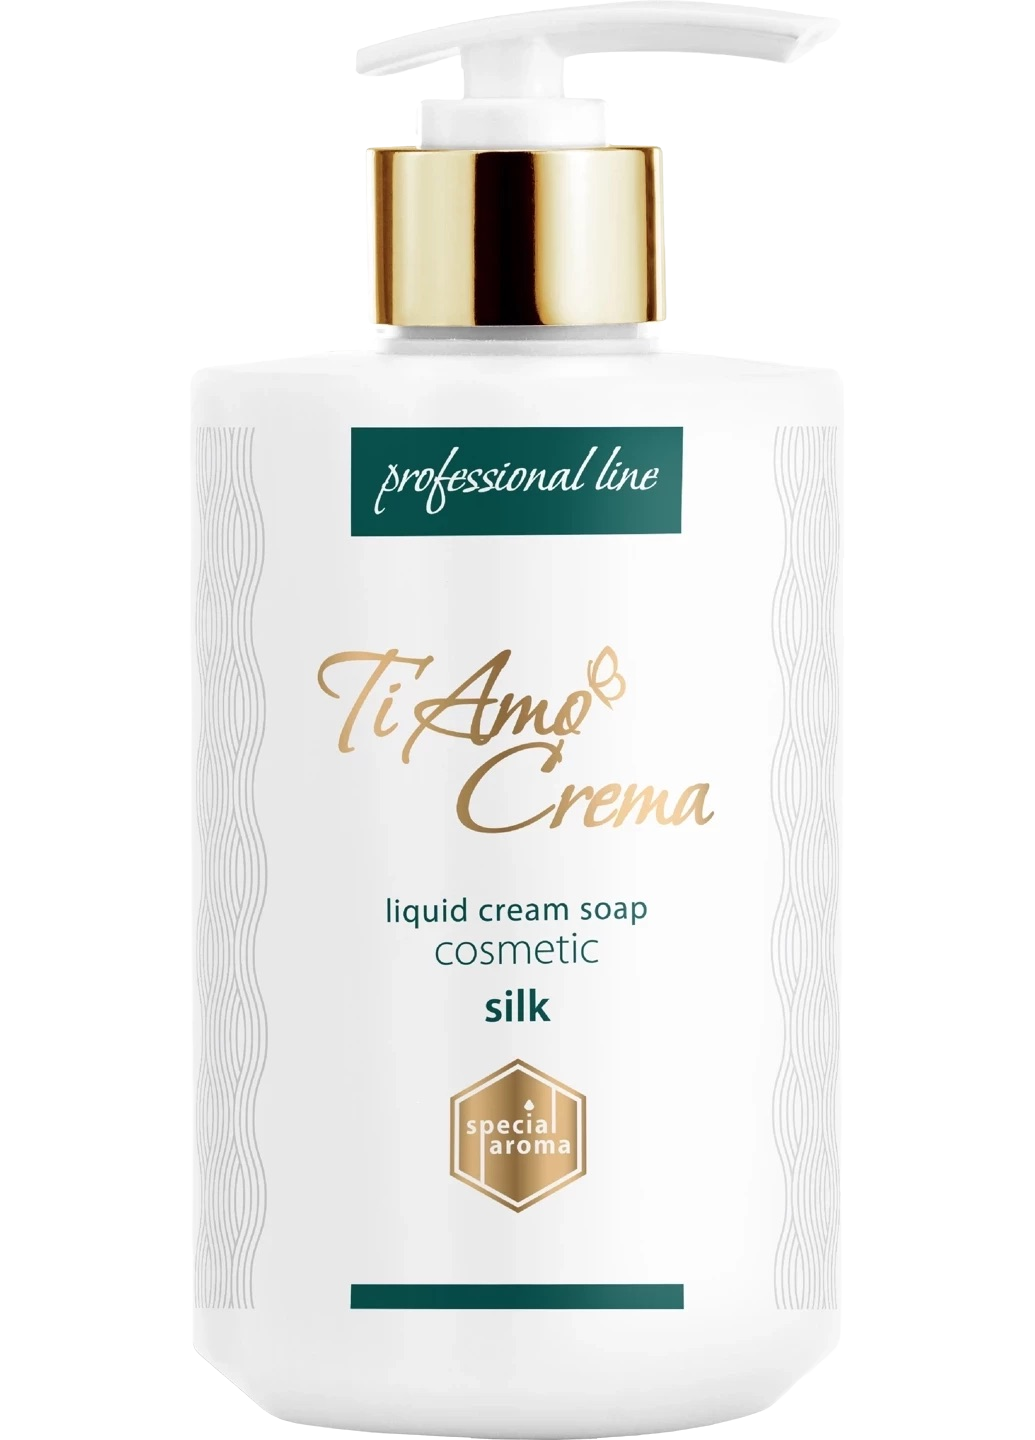 professional line
Ti Amo
Crema
liquid cream soap
cosmetic
silk
special
aroma